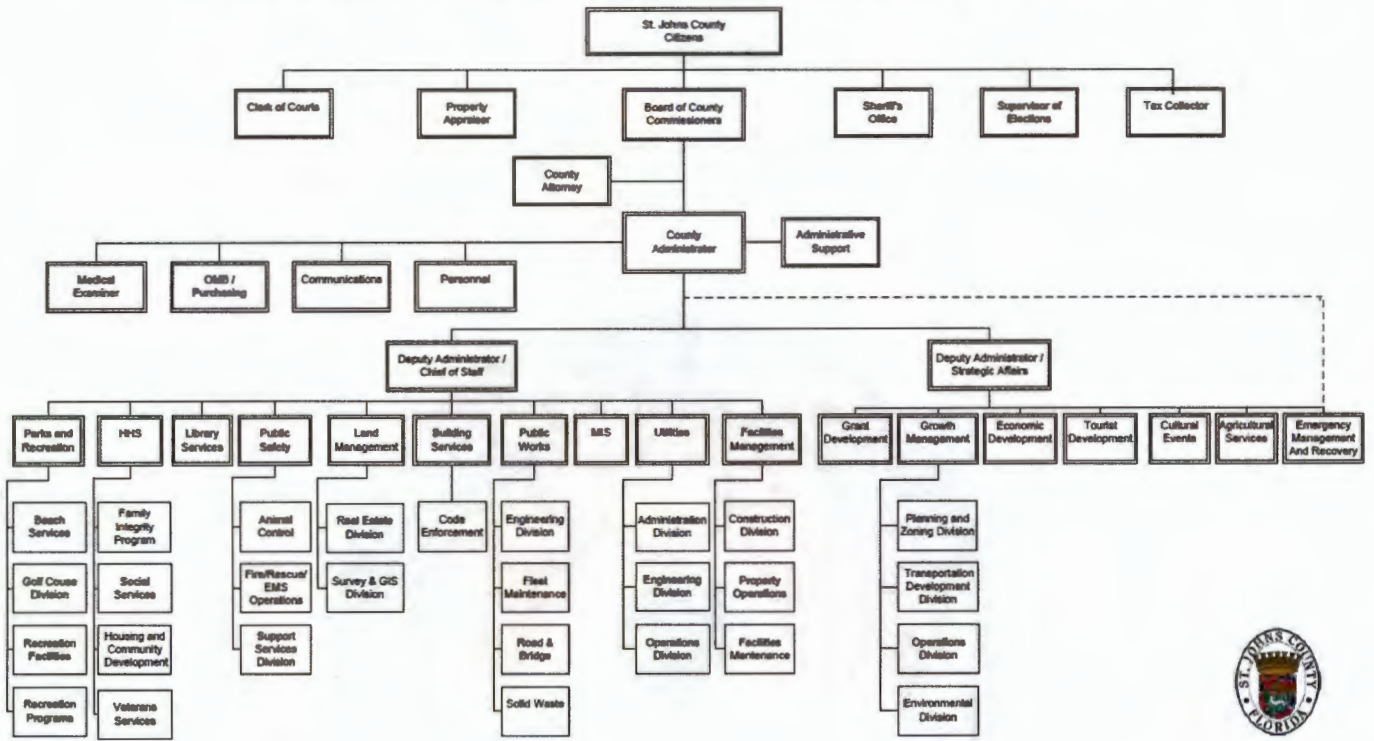 St. Johns County
Citizens
Clerk of Courts
Property
Appraiser
Board of County
Commissioners
Sheriff's
Office
Supervisor of
Elections
Tax Collector
County
Attorney
County
Administrator
Administrative
Support
Medical
Examiner
OMB /
Purchasing
Communications
Personnel
Deputy Administrator /
Chief of Staff
Deputy Administrator /
Strategic Affairs
Parks and
Recreation
HHS
Library
Services
Public
Safety
Land
Management
Building
Services
Public
Works
MIS
Utilities
Facilities
Management
Grant
Development
Growth
Management
Economic
Development
Tourist
Development
Cultural
Events
Agricultural
Services
Emergency
Management
And Recovery
Beach
Services
Golf Couse
Division
Recreation
Facilities
Recreation
Programs
Family
Integrity
Program
Social
Services
Housing and
Community
Development
Veterans
Services
Animal
Control
Fire/Rescue/
EMS
Operations
Support
Services
Division
Real Estate
Division
Survey & GIS
Division
Code
Enforcement
Engineering
Division
Fleet
Maintenance
Road &
Bridge
Solid Waste
Administration
Division
Engineering
Division
Operations
Division
Construction
Division
Property
Operations
Facilities
Mentenance
Planning and
Zoning Division
Transportation
Development
Division
Operations
Division
Environmental
Division
ST. JOHNS COUNTY
FLORIDA